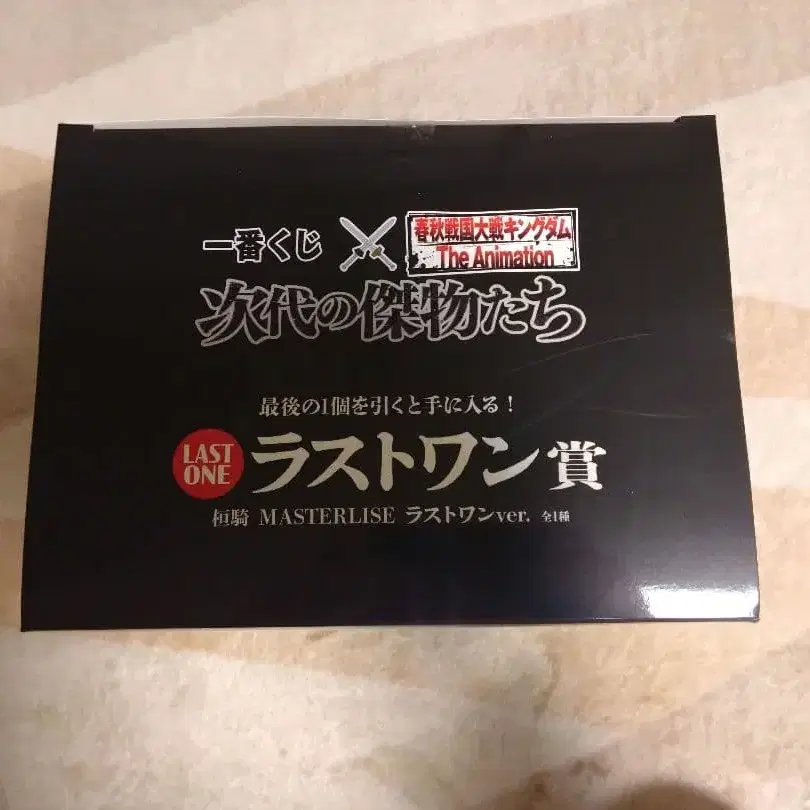 一番くじ
春秋戦国大戦キングダム
The Animation
次代の傑物たち
最後の1個を引くと手に入る!
LAST
ONE
ラストワン賞
桓騎 MASTERLISE ラストワンver. 全1種